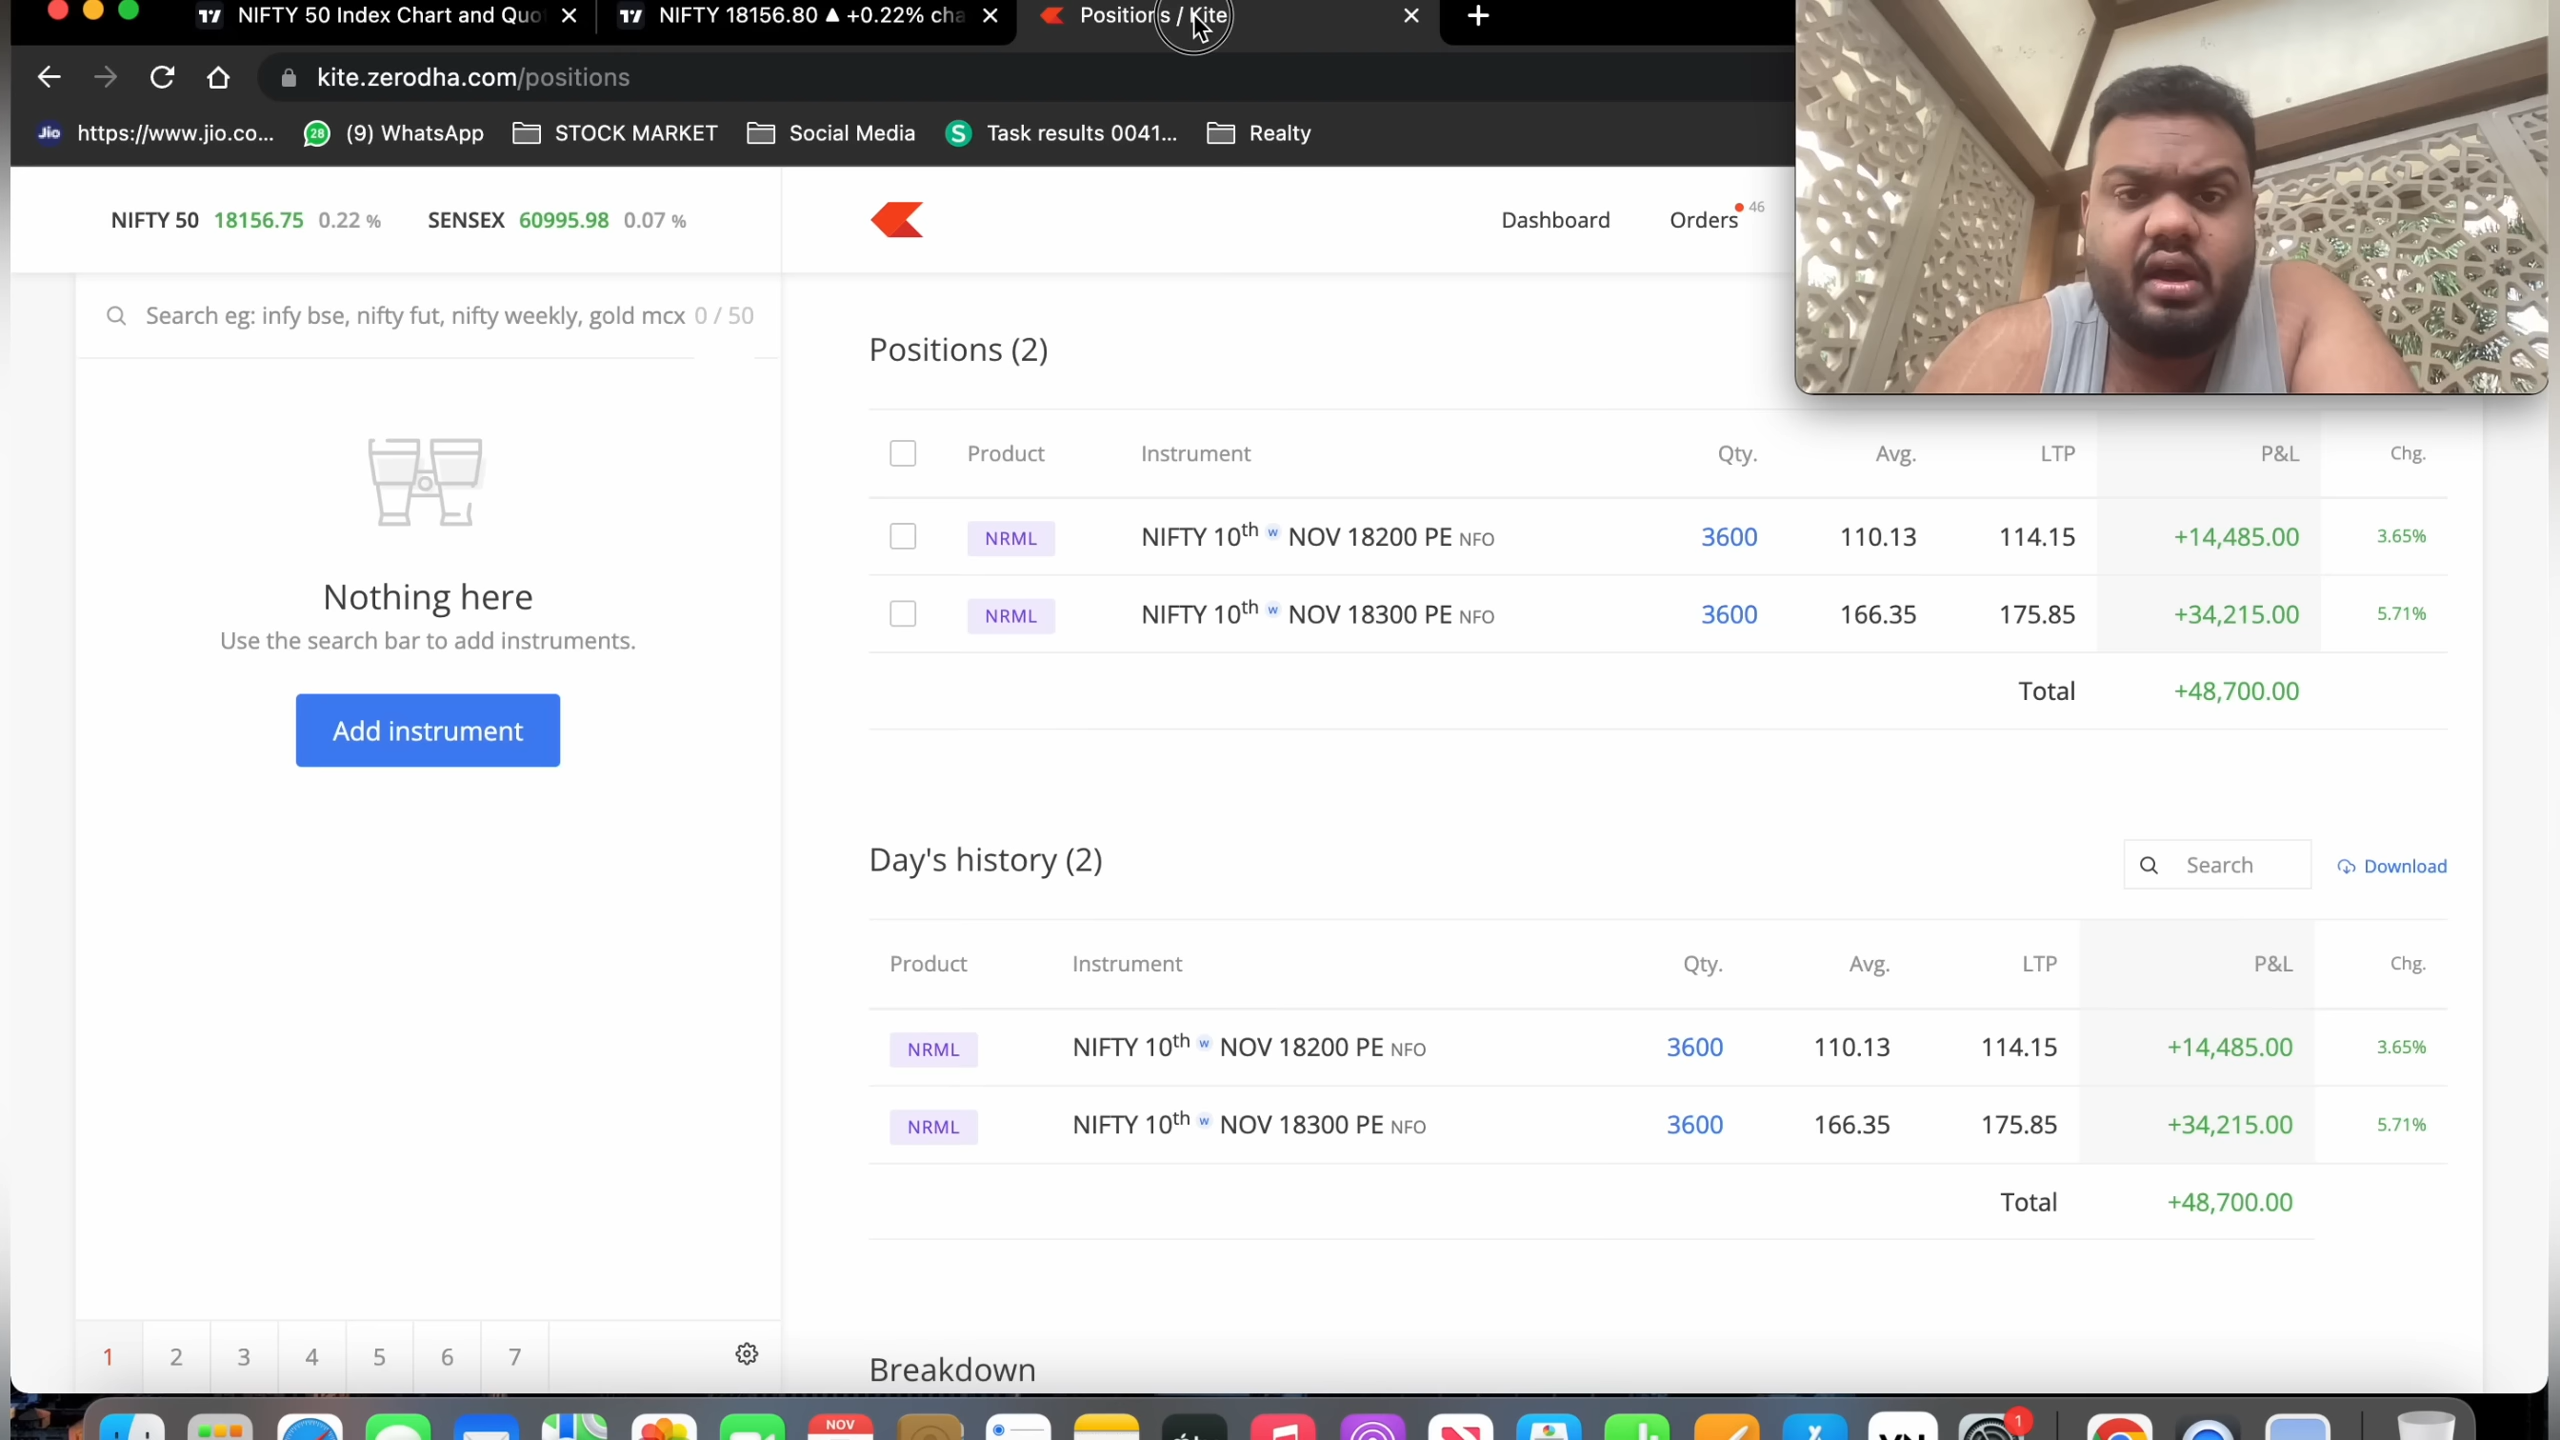 NIFTY 50 Index Chart and Quo
NIFTY 18156.80 ▲ +0.22% cha
Positions / Kite
kite.zerodha.com/positions
Jio https://www.jio.co...
28 (9) WhatsApp
STOCK MARKET
Social Media
S Task results 0041...
Realty
NIFTY 50 18156.75 0.22 %
SENSEX 60995.98 0.07 %
Dashboard
Orders 46
Search eg: infy bse, nifty fut, nifty weekly, gold mcx 0 / 50
Nothing here
Use the search bar to add instruments.
Add instrument
1 2 3 4 5 6 7
Positions (2)
Product Instrument Qty. Avg. LTP P&L Chg.
NRML NIFTY 10th w NOV 18200 PE NFO 3600 110.13 114.15 +14,485.00 3.65%
NRML NIFTY 10th w NOV 18300 PE NFO 3600 166.35 175.85 +34,215.00 5.71%
Total +48,700.00
Day's history (2)
Search
Download
Product Instrument Qty. Avg. LTP P&L Chg.
NRML NIFTY 10th w NOV 18200 PE NFO 3600 110.13 114.15 +14,485.00 3.65%
NRML NIFTY 10th w NOV 18300 PE NFO 3600 166.35 175.85 +34,215.00 5.71%
Total +48,700.00
Breakdown
NOV
1